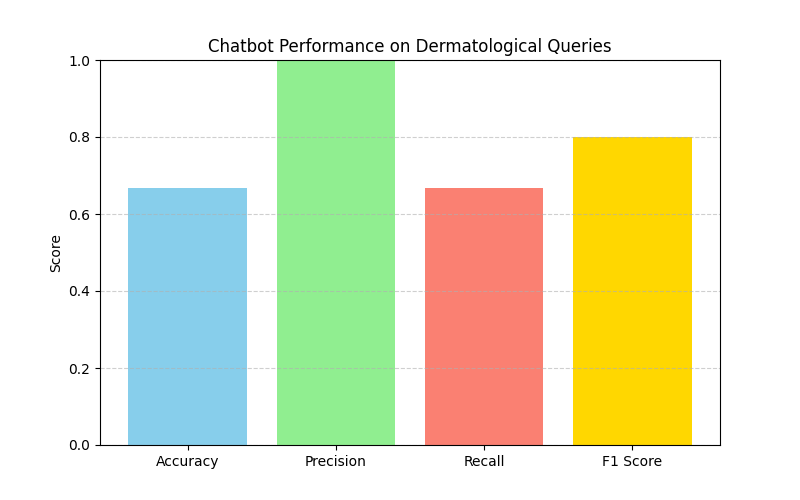 Chatbot Performance on Dermatological Queries
1.0
0.8
0.6
0.4
0.2
0.0
Score
Accuracy
Precision
Recall
F1 Score